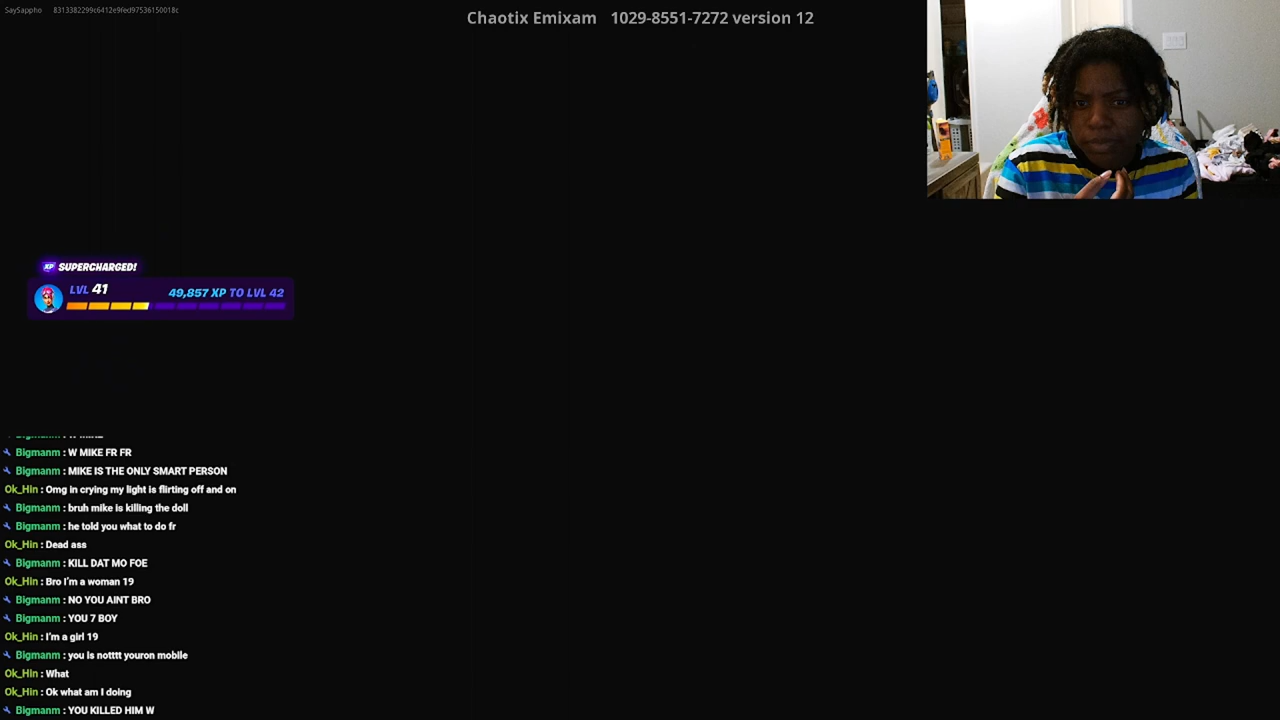 SaySappho 8313382299c6412e9fed97536150018c
Chaotix Emixam 1029-8551-7272 version 12
XP SUPERCHARGED!
LVL 41 49,857 XP TO LVL 42
Bigmanm : W MIKE FR FR
Bigmanm : MIKE IS THE ONLY SMART PERSON
Ok_Hin : Omg in crying my light is flirting off and on
Bigmanm : bruh mike is killing the doll
Bigmanm : he told you what to do fr
Ok_Hin : Dead ass
Bigmanm : KILL DAT MO FOE
Ok_Hin : Bro I'm a woman 19
Bigmanm : NO YOU AINT BRO
Bigmanm : YOU 7 BOY
Ok_Hin : I'm a girl 19
Bigmanm : you is notttt youron mobile
Ok_Hin : What
Ok_Hin : Ok what am I doing
Bigmanm : YOU KILLED HIM W